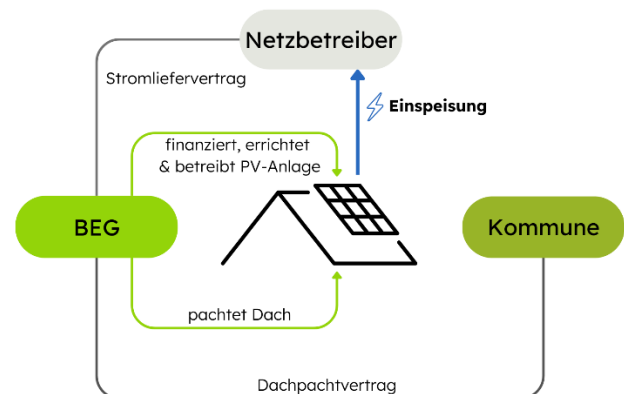 Netzbetreiber
Stromliefervertrag
Einspeisung
finanziert, errichtet
& betreibt PV-Anlage
BEG
Kommune
pachtet Dach
Dachpachtvertrag